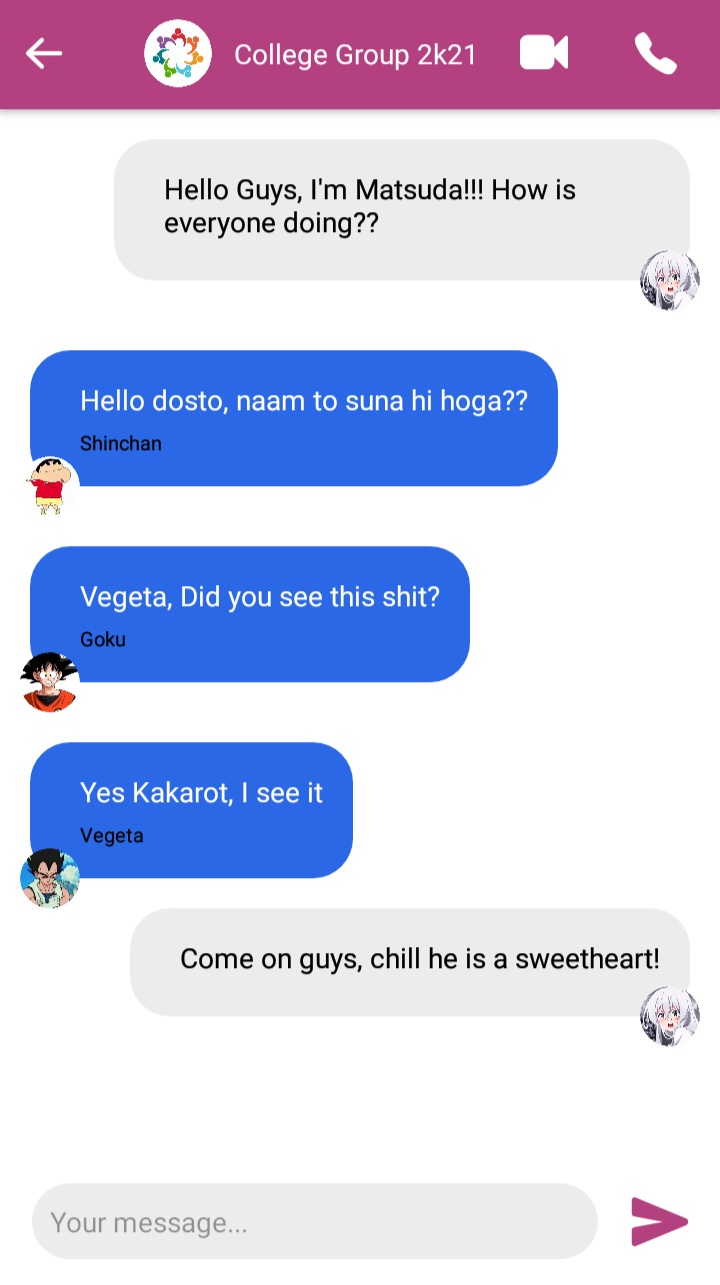 College Group 2k21
Hello Guys, I'm Matsuda!!! How is
everyone doing??
Hello dosto, naam to suna hi hoga??
Shinchan
Vegeta, Did you see this shit?
Goku
Yes Kakarot, I see it
Vegeta
Come on guys, chill he is a sweetheart!
Your message...